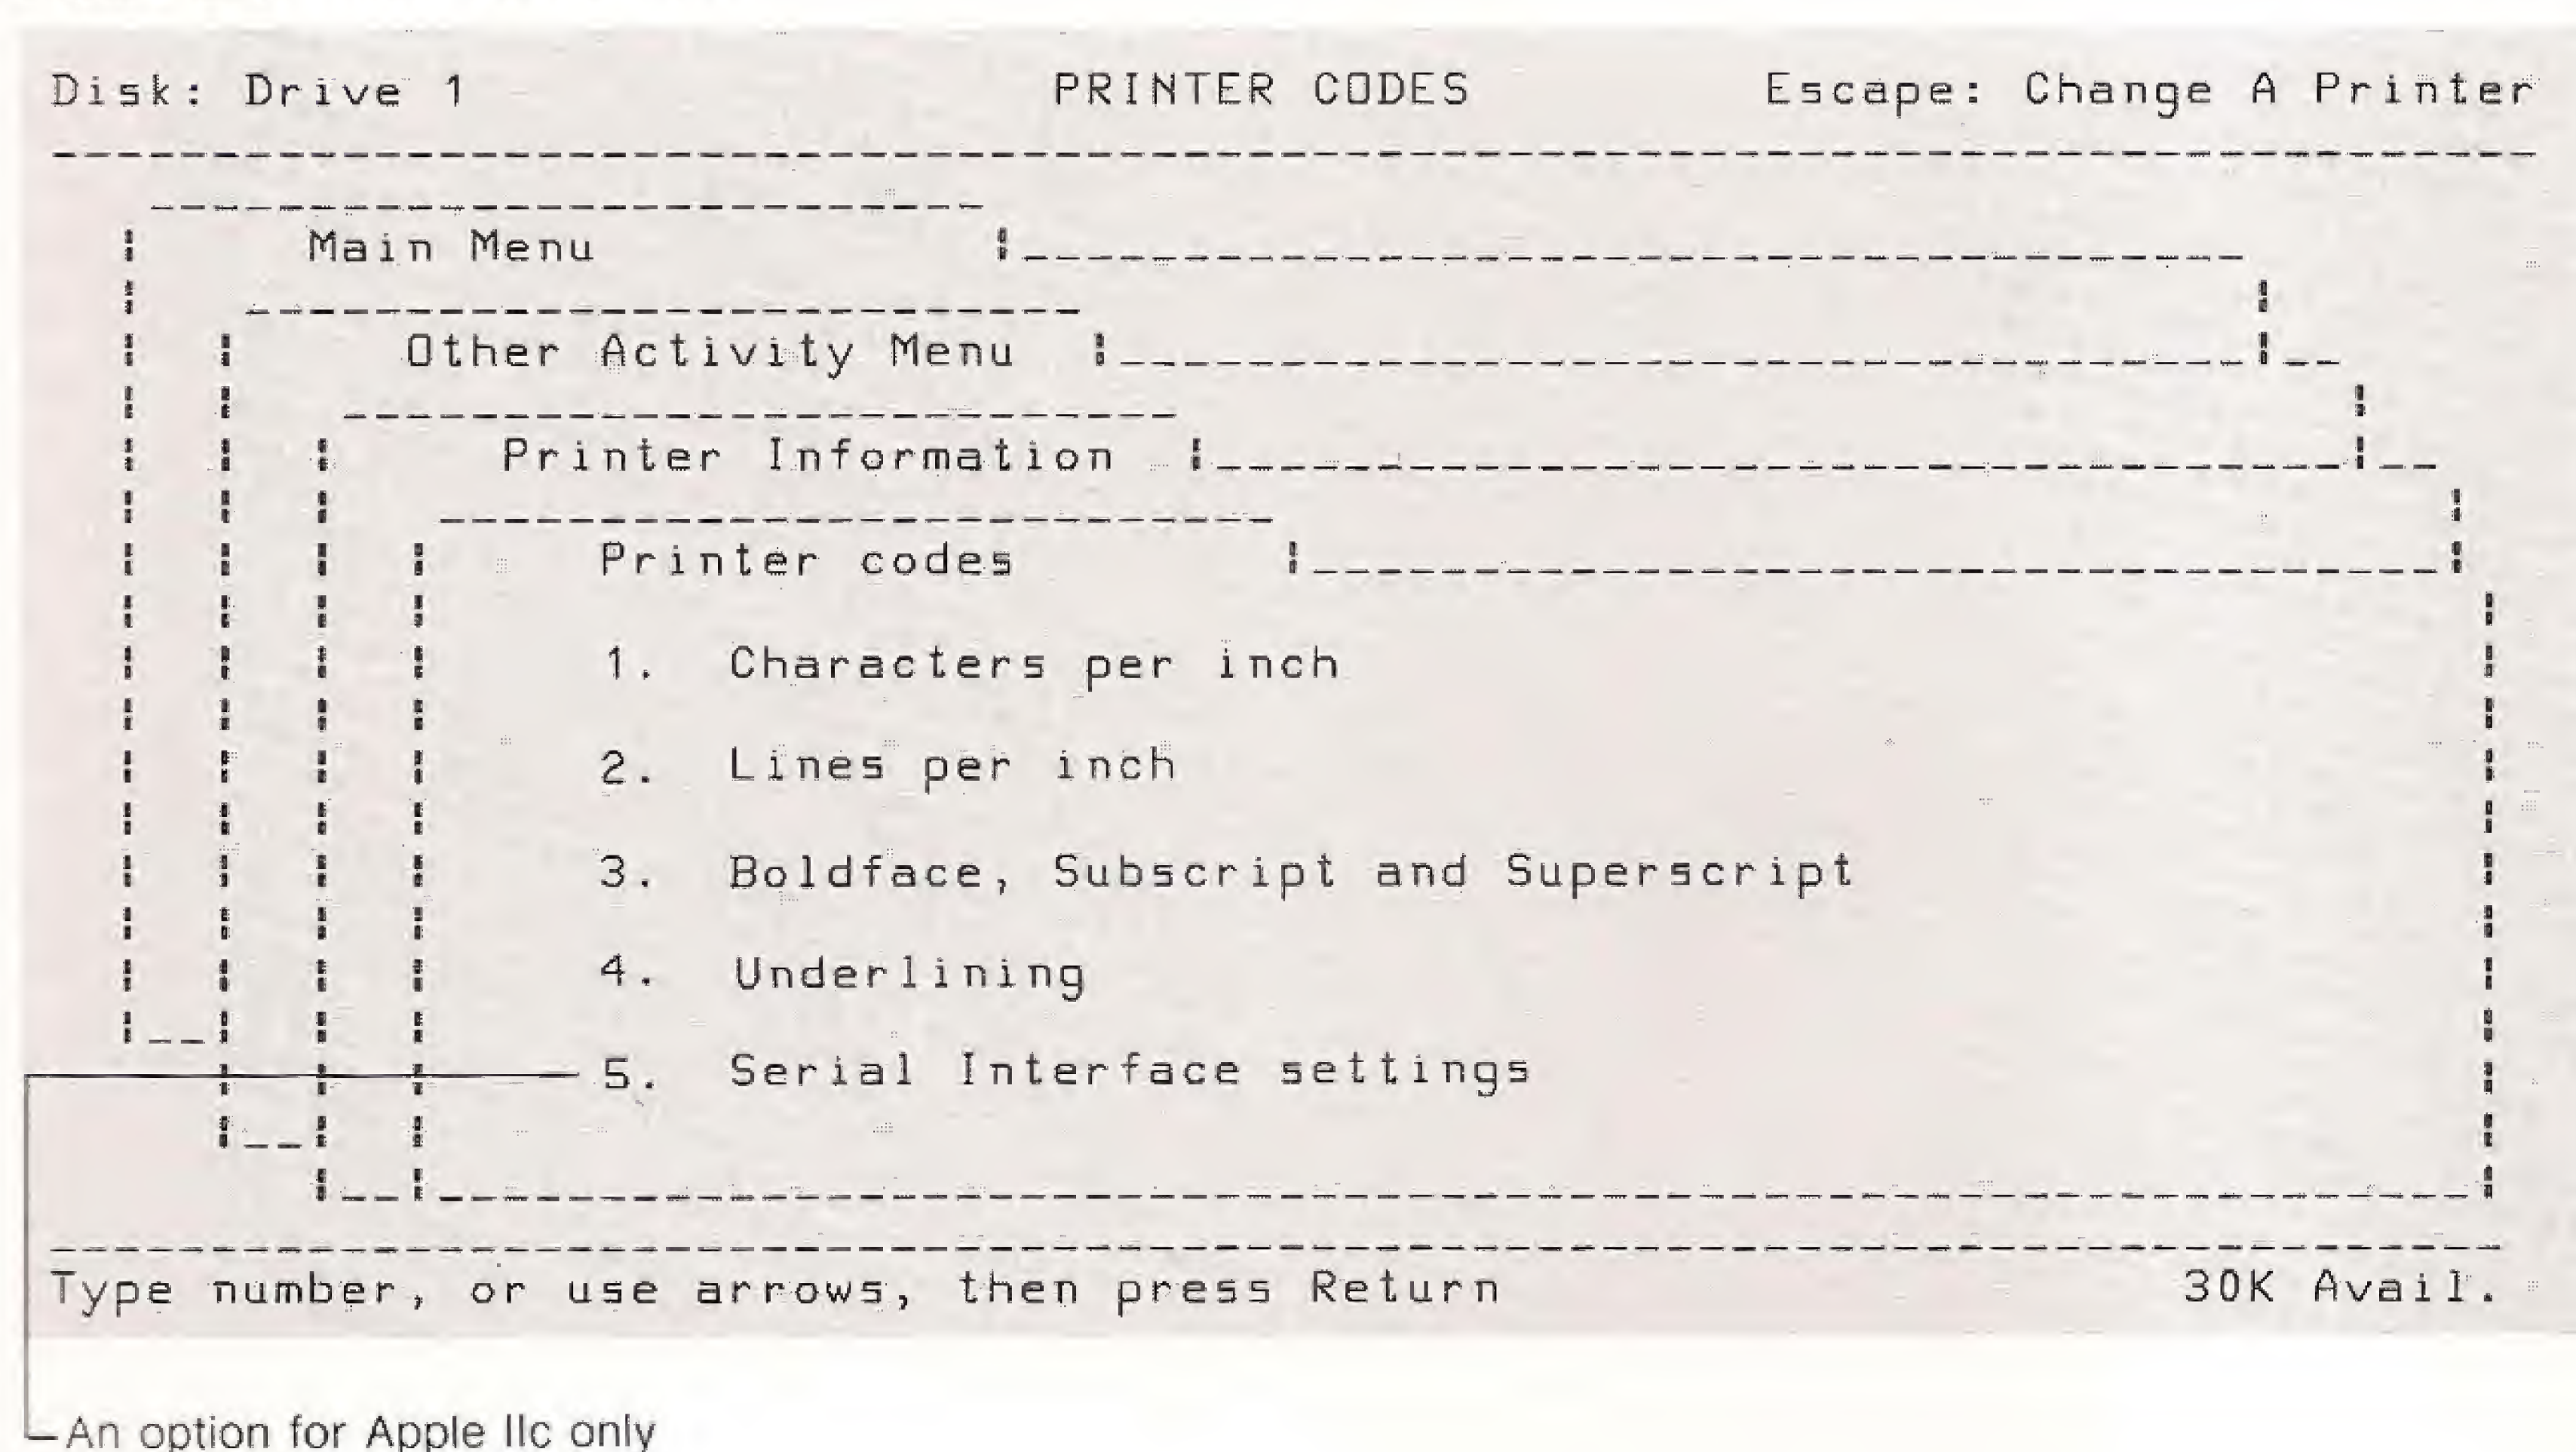 Disk: Drive 1 PRINTER CODES Escape: Change A Printer
Main Menu
Other Activity Menu
Printer Information
Printer codes
1. Characters per inch
2. Lines per inch
3. Boldface, Subscript and Superscript
4. Underlining
5. Serial Interface settings
Type number, or use arrows, then press Return 30K Avail.
An option for Apple IIc only